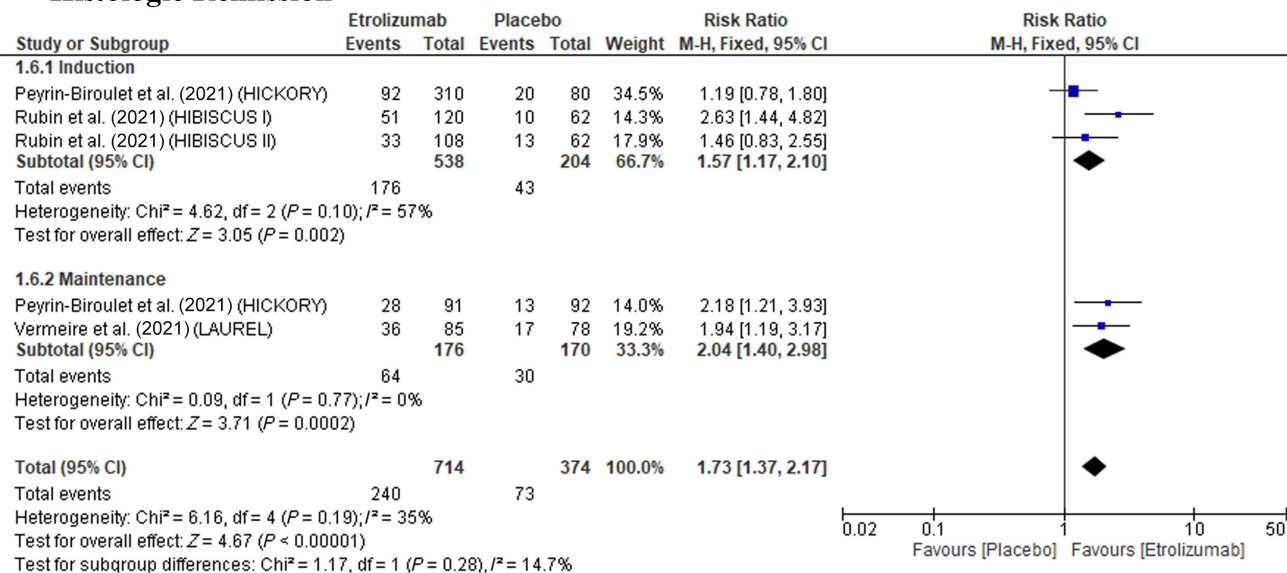 Histologic Remission
Etrolizumab Placebo Risk Ratio Risk Ratio
Study or Subgroup Events Total Events Total Weight M-H, Fixed, 95% CI M-H, Fixed, 95% CI
1.6.1 Induction
Peyrin-Biroulet et al. (2021) (HICKORY) 92 310 20 80 34.5% 1.19 [0.78, 1.80]
Rubin et al. (2021) (HIBISCUS I) 51 120 10 62 14.3% 2.63 [1.44, 4.82]
Rubin et al. (2021) (HIBISCUS II) 33 108 13 62 17.9% 1.46 [0.83, 2.55]
Subtotal (95% CI) 538 204 66.7% 1.57 [1.17, 2.10]
Total events 176 43
Heterogeneity: Chi² = 4.62, df = 2 (P = 0.10); I² = 57%
Test for overall effect: Z = 3.05 (P = 0.002)
1.6.2 Maintenance
Peyrin-Biroulet et al. (2021) (HICKORY) 28 91 13 92 14.0% 2.18 [1.21, 3.93]
Vermeire et al. (2021) (LAUREL) 36 85 17 78 19.2% 1.94 [1.19, 3.17]
Subtotal (95% CI) 176 170 33.3% 2.04 [1.40, 2.98]
Total events 64 30
Heterogeneity: Chi² = 0.09, df = 1 (P = 0.77); I² = 0%
Test for overall effect: Z = 3.71 (P = 0.0002)
Total (95% CI) 714 374 100.0% 1.73 [1.37, 2.17]
Total events 240 73
Heterogeneity: Chi² = 6.16, df = 4 (P = 0.19); I² = 35%
Test for overall effect: Z = 4.67 (P < 0.00001)
Test for subgroup differences: Chi² = 1.17, df = 1 (P = 0.28), I² = 14.7%
0.02 0.1 1 10 50
Favours [Placebo] Favours [Etrolizumab]